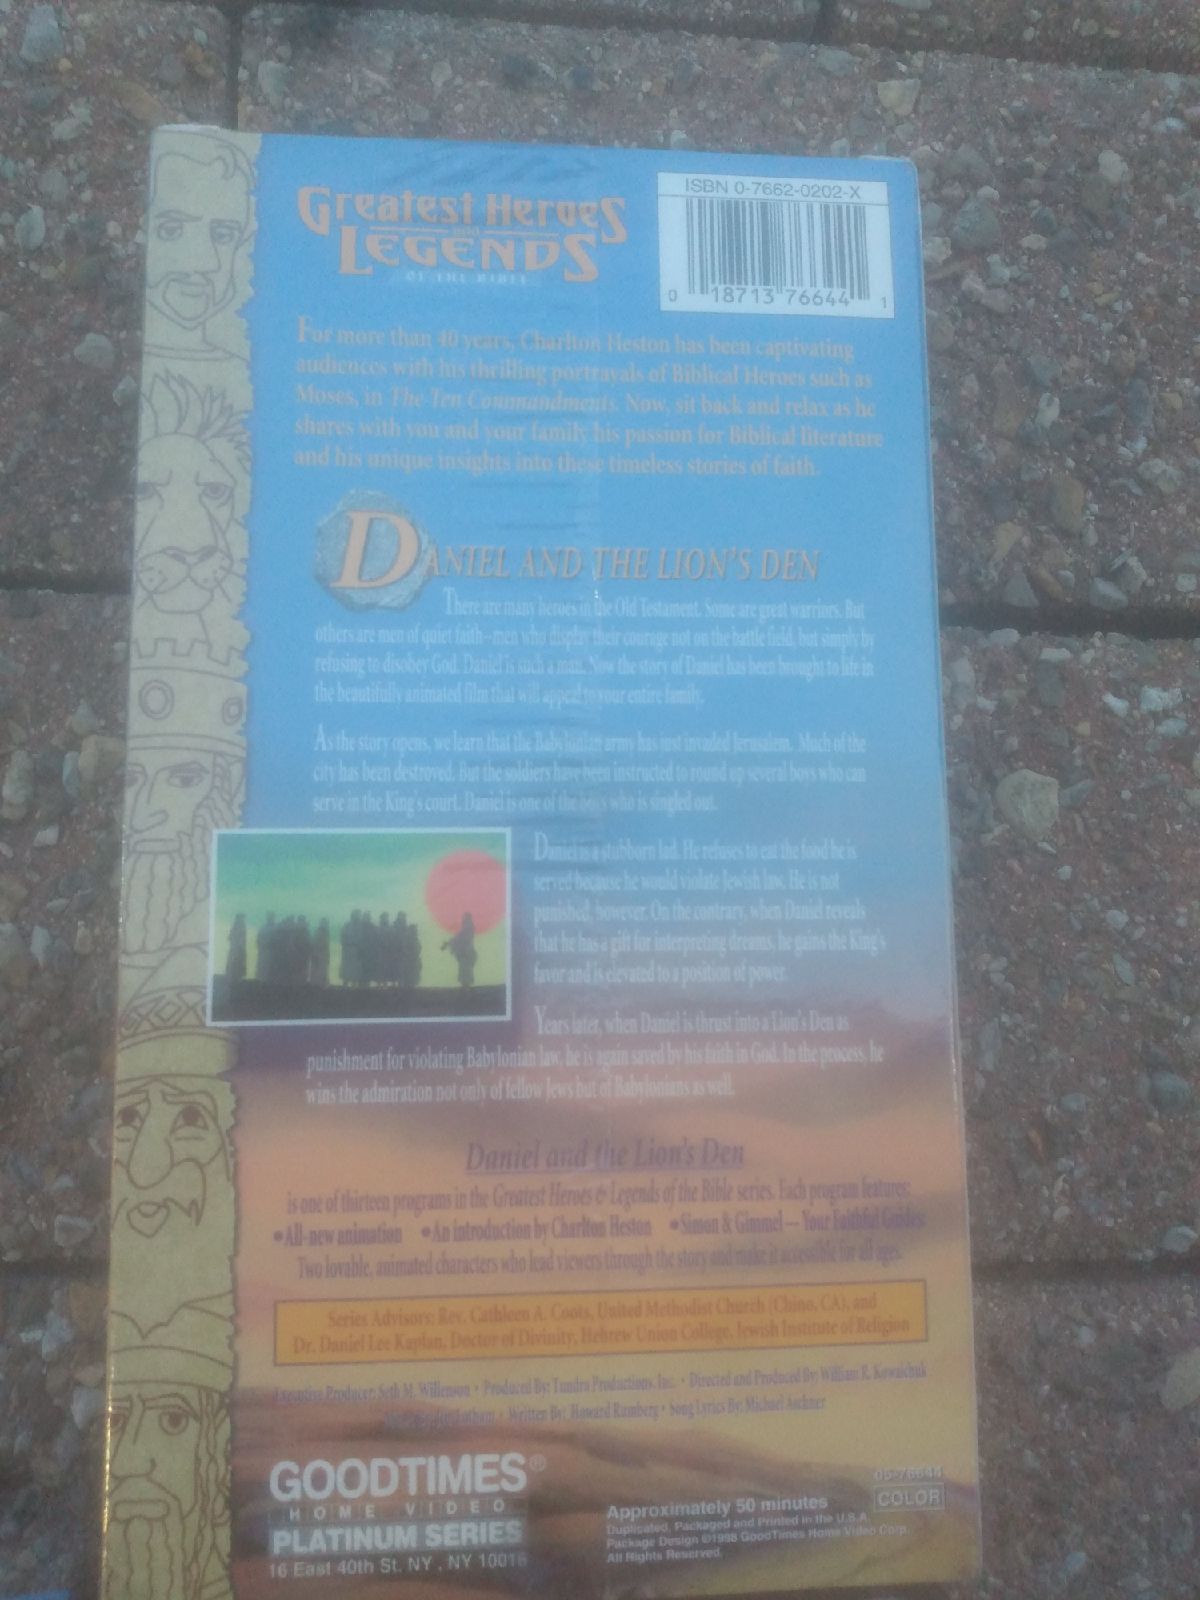 Greatest Heroes
and
LEGENDS
OF THE BIBLE
ISBN 0-7662-0202-X
0 18713 76644 1
For more than 40 years, Charlton Heston has been captivating
audiences with his thrilling portrayals of Biblical Heroes such as
Moses, in The Ten Commandments. Now, sit back and relax as he
shares with you and your family his passion for Biblical literature
and his unique insights into these timeless stories of faith.
DANIEL AND THE LION'S DEN
There are many heroes in the Old Testament. Some are great warriors. But
others are men of quiet faith--men who display their courage not on the battle field, but simply by
refusing to disobey God. Daniel is such a man. Now the story of Daniel has been brought to life in
the beautifully animated film that will appeal to your entire family.
As the story opens, we learn that the Babylonian army has just invaded Jerusalem. Much of the
city has been destroyed. But the soldiers have been instructed to round up several boys who can
serve in the King's court. Daniel is one of the boys who is singled out.
Daniel is a stubborn lad. He refuses to eat the food he is
served because he would violate Jewish law. He is not
punished, however. On the contrary, when Daniel reveals
that he has a gift for interpreting dreams, he gains the King's
favor and is elevated to a position of power.
Years later, when Daniel is thrust into a Lion's Den as
punishment for violating Babylonian law, he is again saved by his faith in God. In the process, he
wins the admiration not only of fellow Jews but of Babylonians as well.
Daniel and the Lion's Den
is one of thirteen programs in the Greatest Heroes & Legends of the Bible series. Each program features:
•All-new animation •An introduction by Charlton Heston •Simon & Gimmel— Your Faithful Guides:
Two lovable, animated characters who lead viewers through the story and make it accessible for all ages.
Series Advisors: Rev. Cathleen A. Coots, United Methodist Church (Chino, CA), and
Dr. Daniel Lee Kaplan, Doctor of Divinity, Hebrew Union College, Jewish Institute of Religion
Executive Producer: Seth M. Willenson • Produced By: Tundra Productions, Inc. • Directed and Produced By: William R. Kowalchuk
Written By: Howard Rumberg • Song Lyrics By: Michael Aschner
GOODTIMES®
HOME VIDEO
PLATINUM SERIES
16 East 40th St. NY, NY 10016
05-76644
COLOR
Approximately 50 minutes
Duplicated, Packaged and Printed in the U.S.A.
Package Design ©1998 GoodTimes Home Video Corp.
All Rights Reserved.